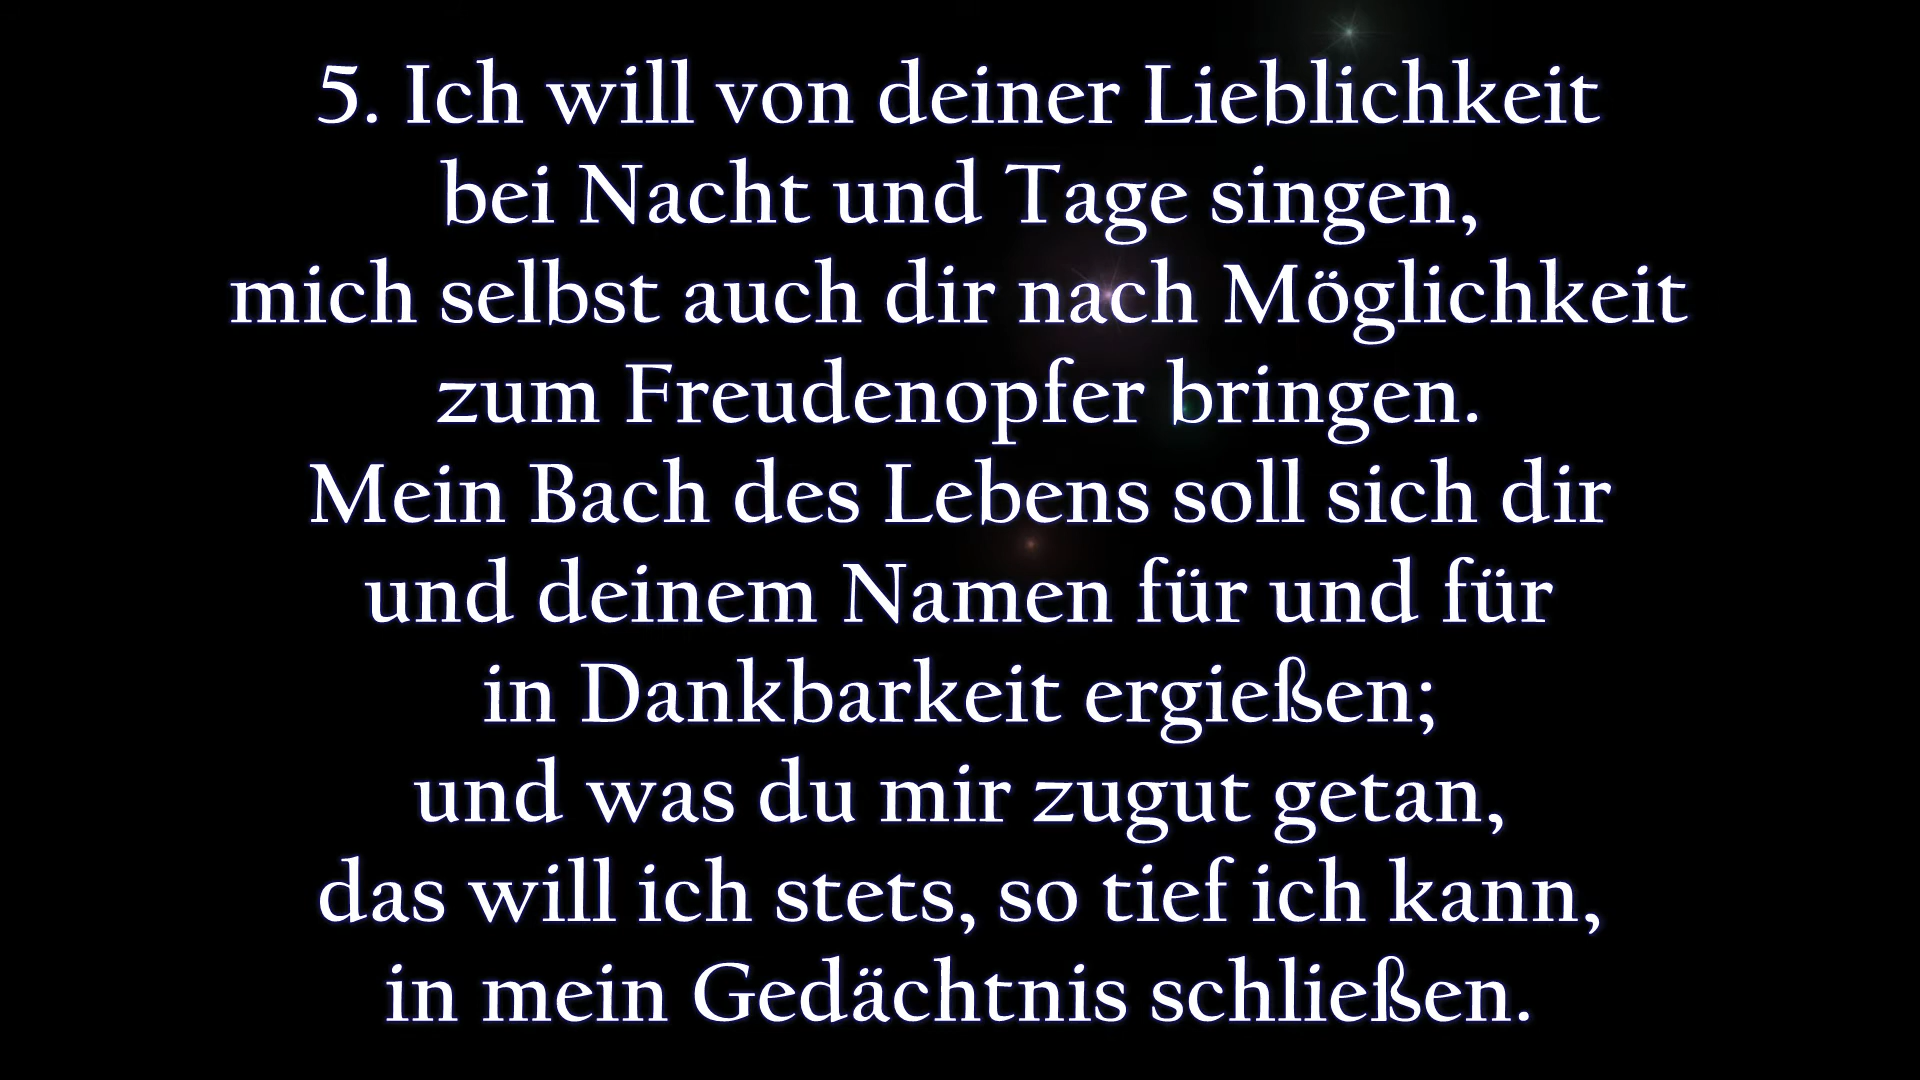 5. Ich will von deiner Lieblichkeit
bei Nacht und Tage singen,
mich selbst auch dir nach Möglichkeit
zum Freudenopfer bringen.
Mein Bach des Lebens soll sich dir
und deinem Namen für und für
in Dankbarkeit ergießen;
und was du mir zugut getan,
das will ich stets, so tief ich kann,
in mein Gedächtnis schließen.